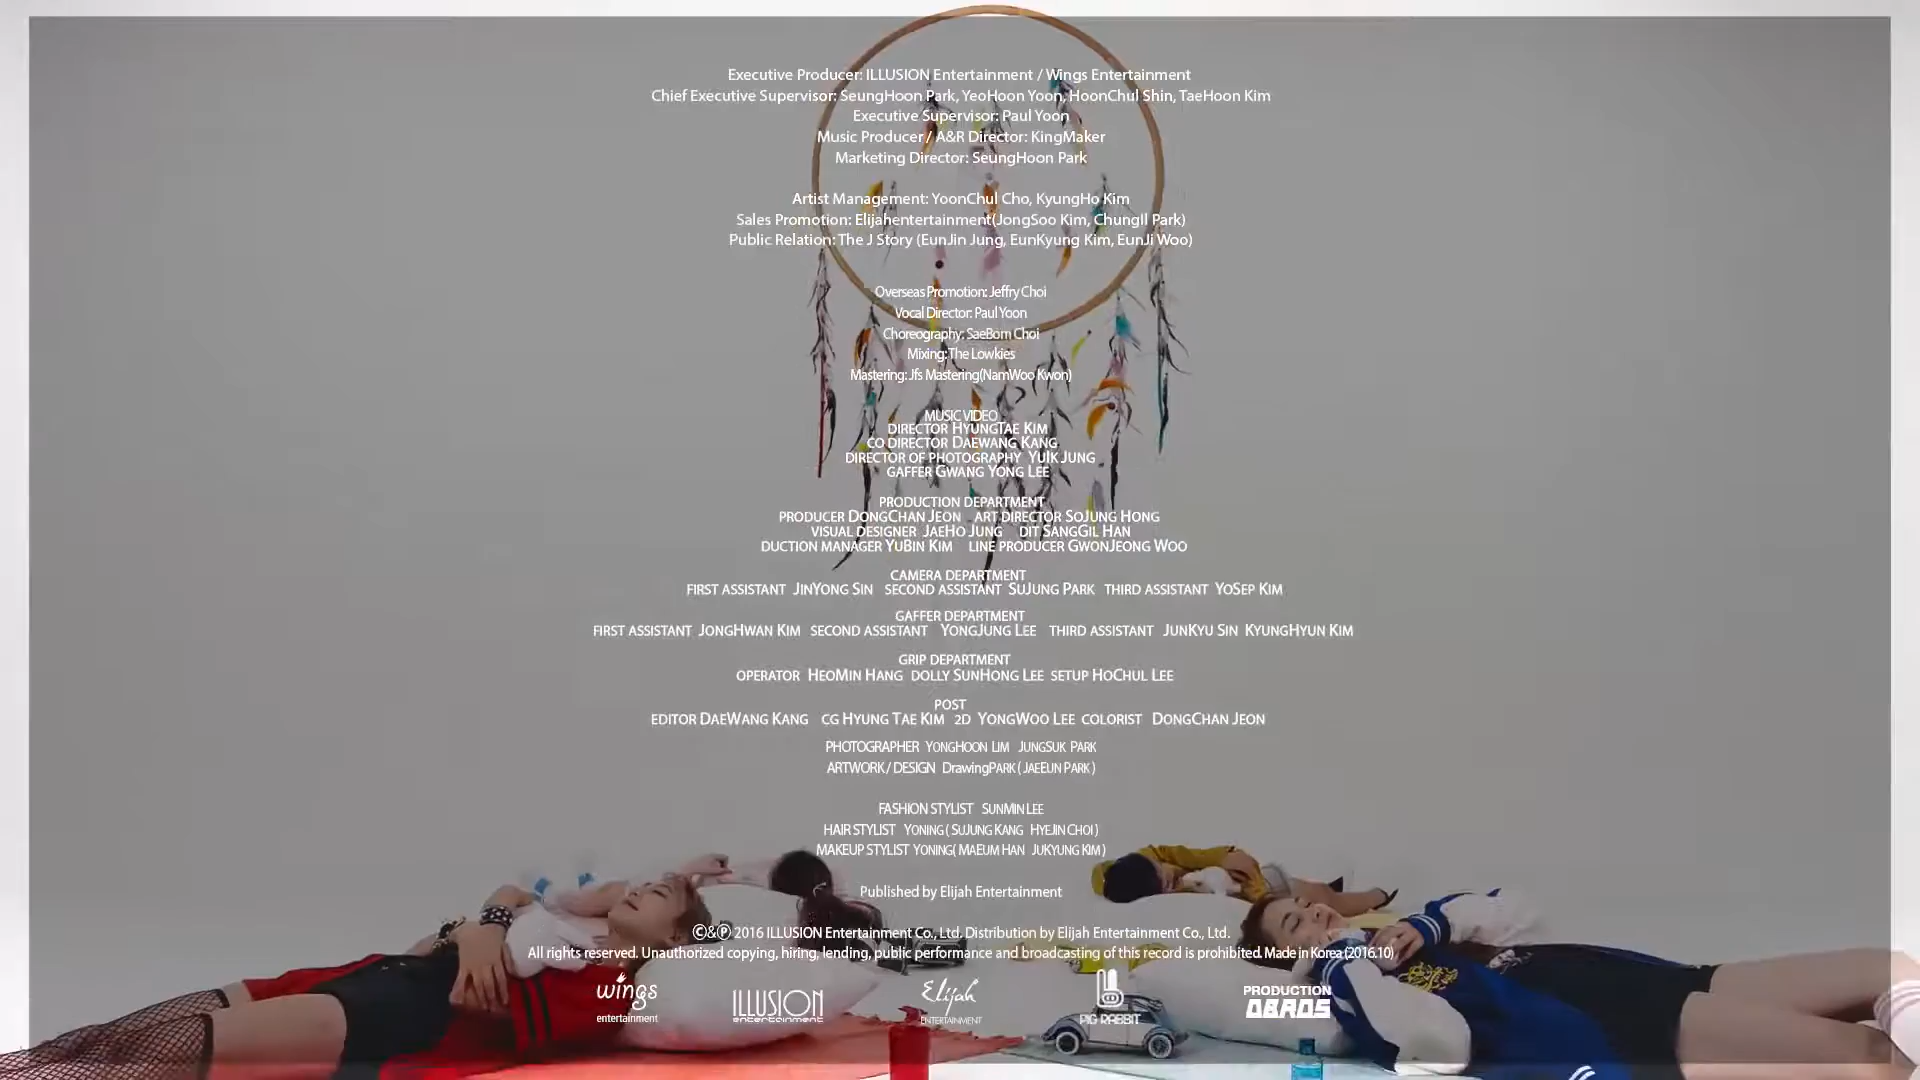 Executive Producer: ILLUSION Entertainment / Wings Entertainment
Chief Executive Supervisor: SeungHoon Park, YeoHoon Yoon, HoonChul Shin, TaeHoon Kim
Executive Supervisor: Paul Yoon
Music Producer / A&R Director: KingMaker
Marketing Director: SeungHoon Park
Artist Management: YoonChul Cho, KyungHo Kim
Sales Promotion: Elijahentertainment(JongSoo Kim, ChungIl Park)
Public Relation: The J Story (EunJin Jung, EunKyung Kim, EunJi Woo)
Overseas Promotion: Jeffry Choi
Vocal Director: Paul Yoon
Choreography: SaeBom Choi
Mixing: The Lowkies
Mastering: Jfs Mastering(NamWoo Kwon)
MUSIC VIDEO
DIRECTOR HYUNGTAE KIM
CO DIRECTOR DAEWANG KANG
DIRECTOR OF PHOTOGRAPHY YUIK JUNG
GAFFER GWANG YONG LEE
PRODUCTION DEPARTMENT
PRODUCER DONGCHAN JEON ART DIRECTOR SOJUNG HONG
VISUAL DESIGNER JAEHO JUNG DIT SANGGIL HAN
DUCTION MANAGER YUBIN KIM LINE PRODUCER GWONJEONG WOO
CAMERA DEPARTMENT
FIRST ASSISTANT JINYONG SIN SECOND ASSISTANT SUJUNG PARK THIRD ASSISTANT YOSEP KIM
GAFFER DEPARTMENT
FIRST ASSISTANT JONGHWAN KIM SECOND ASSISTANT YONGJUNG LEE THIRD ASSISTANT JUNKYU SIN KYUNGHYUN KIM
GRIP DEPARTMENT
OPERATOR HEOMIN HANG DOLLY SUNHONG LEE SETUP HOCHUL LEE
POST
EDITOR DAEWANG KANG CG HYUNG TAE KIM 2D YONGWOO LEE COLORIST DONGCHAN JEON
PHOTOGRAPHER YONGHOON LIM JUNGSUK PARK
ARTWORK / DESIGN DrawingPARK ( JAEEUN PARK )
FASHION STYLIST SUNMIN LEE
HAIR STYLIST YONING ( SUJUNG KANG HYEJIN CHOI )
MAKEUP STYLIST YONING( MAEUM HAN JUKYUNG KIM )
Published by Elijah Entertainment
©&℗ 2016 ILLUSION Entertainment Co., Ltd. Distribution by Elijah Entertainment Co., Ltd.
All rights reserved. Unauthorized copying, hiring, lending, public performance and broadcasting of this record is prohibited. Made in Korea (2016.10)
wings entertainment
ILLUSION ENTERTAINMENT
Elijah ENTERTAINMENT
PIG RABBIT
PRODUCTION OBROS